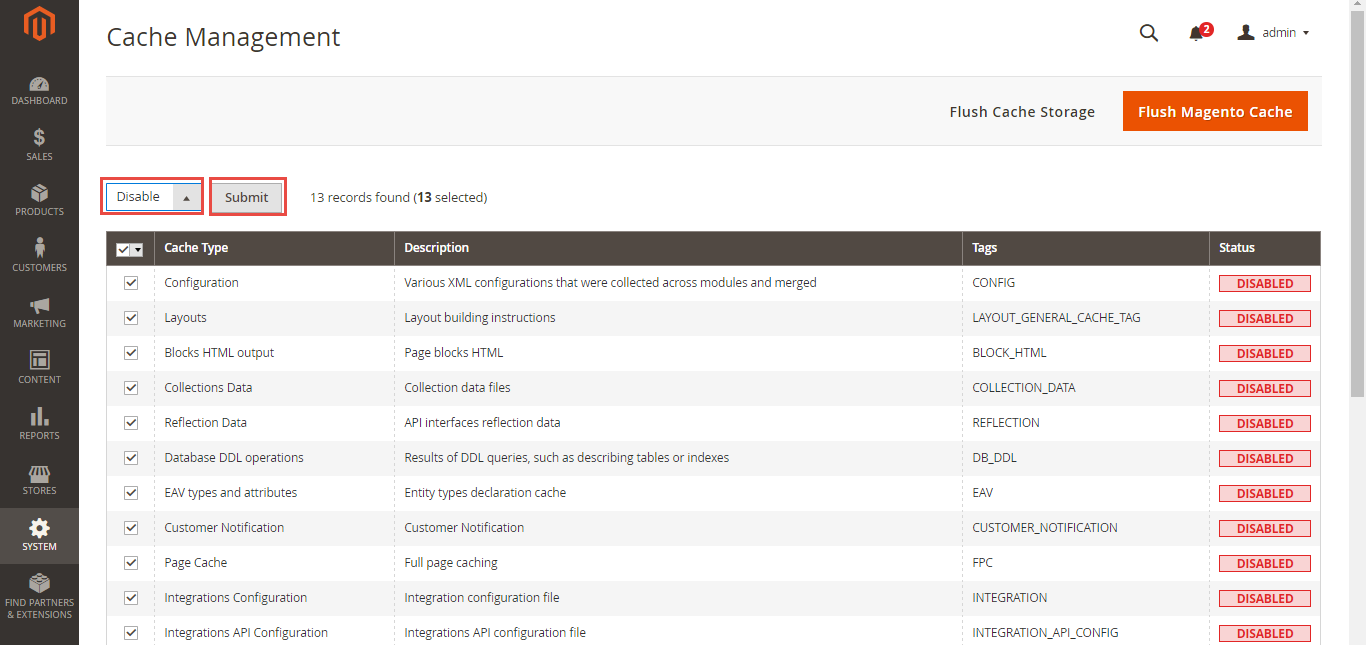 Cache Management
2
admin
DASHBOARD
SALES
PRODUCTS
CUSTOMERS
MARKETING
CONTENT
REPORTS
STORES
SYSTEM
FIND PARTNERS
& EXTENSIONS
Flush Cache Storage
Flush Magento Cache
Disable
Submit
13 records found (13 selected)
Cache Type Description Tags Status
Configuration Various XML configurations that were collected across modules and merged CONFIG DISABLED
Layouts Layout building instructions LAYOUT_GENERAL_CACHE_TAG DISABLED
Blocks HTML output Page blocks HTML BLOCK_HTML DISABLED
Collections Data Collection data files COLLECTION_DATA DISABLED
Reflection Data API interfaces reflection data REFLECTION DISABLED
Database DDL operations Results of DDL queries, such as describing tables or indexes DB_DDL DISABLED
EAV types and attributes Entity types declaration cache EAV DISABLED
Customer Notification Customer Notification CUSTOMER_NOTIFICATION DISABLED
Page Cache Full page caching FPC DISABLED
Integrations Configuration Integration configuration file INTEGRATION DISABLED
Integrations API Configuration Integrations API configuration file INTEGRATION_API_CONFIG DISABLED